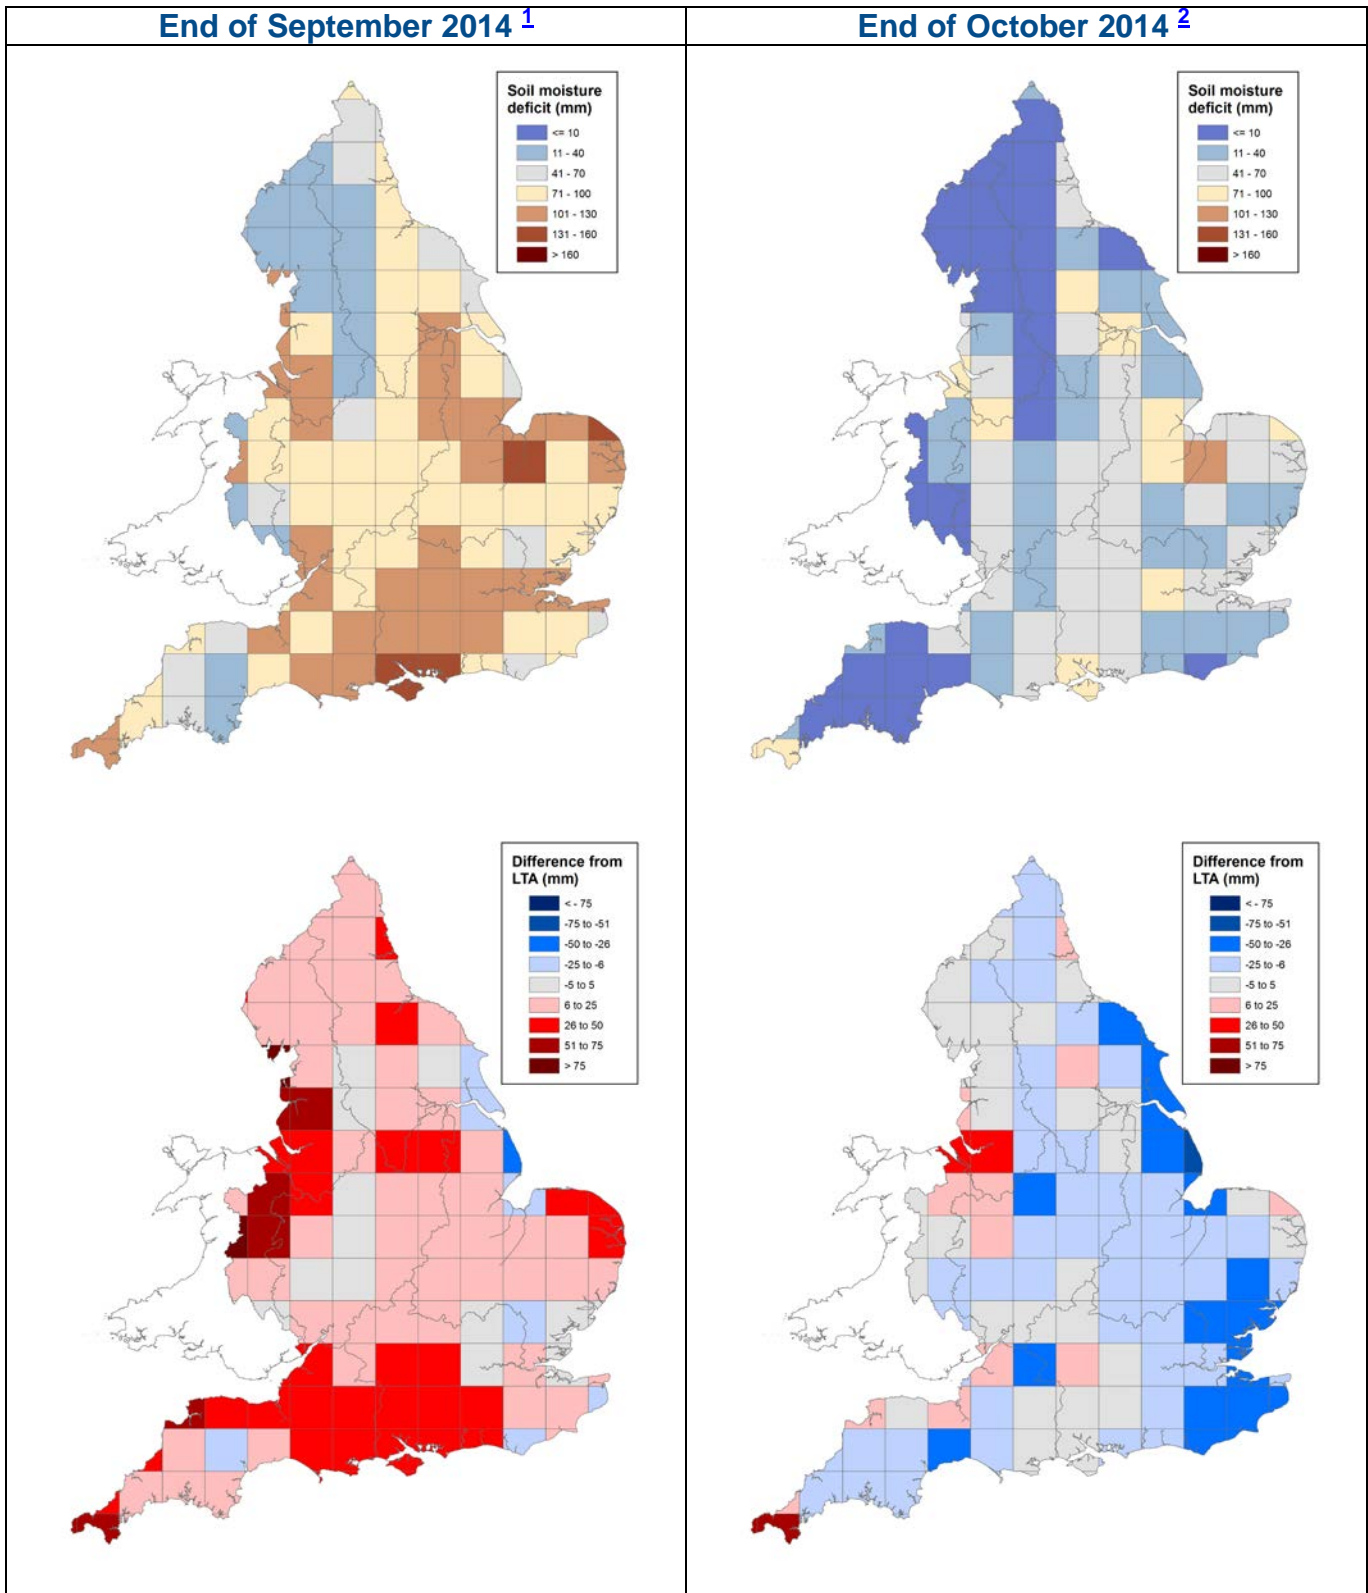 End of September 2014 1
End of October 2014 2
Soil moisture
deficit (mm)
<= 10
11 - 40
41 - 70
71 - 100
101 - 130
131 - 160
> 160
Soil moisture
deficit (mm)
<= 10
11 - 40
41 - 70
71 - 100
101 - 130
131 - 160
> 160
Difference from
LTA (mm)
< - 75
-75 to -51
-50 to -26
-25 to -6
-5 to 5
6 to 25
26 to 50
51 to 75
> 75
Difference from
LTA (mm)
< - 75
-75 to -51
-50 to -26
-25 to -6
-5 to 5
6 to 25
26 to 50
51 to 75
> 75